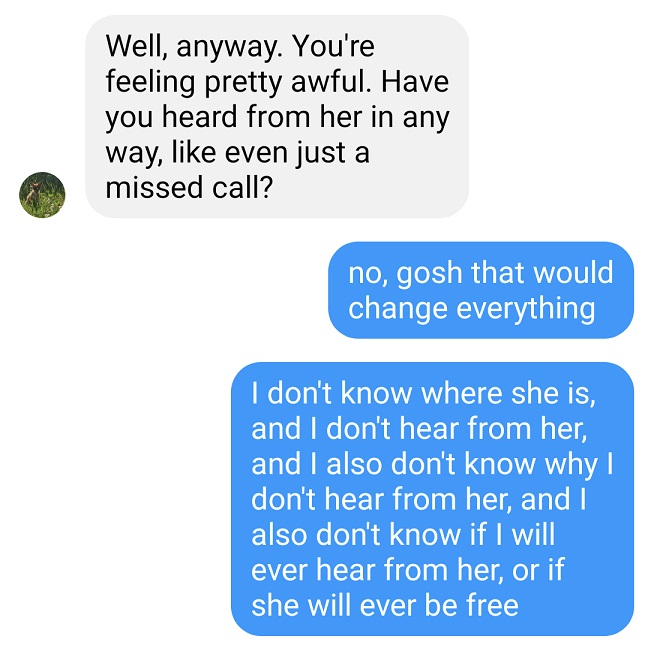 Well, anyway. You're
feeling pretty awful. Have
you heard from her in any
way, like even just a
missed call?
no, gosh that would
change everything
I don't know where she is,
and I don't hear from her,
and I also don't know why I
don't hear from her, and I
also don't know if I will
ever hear from her, or if
she will ever be free